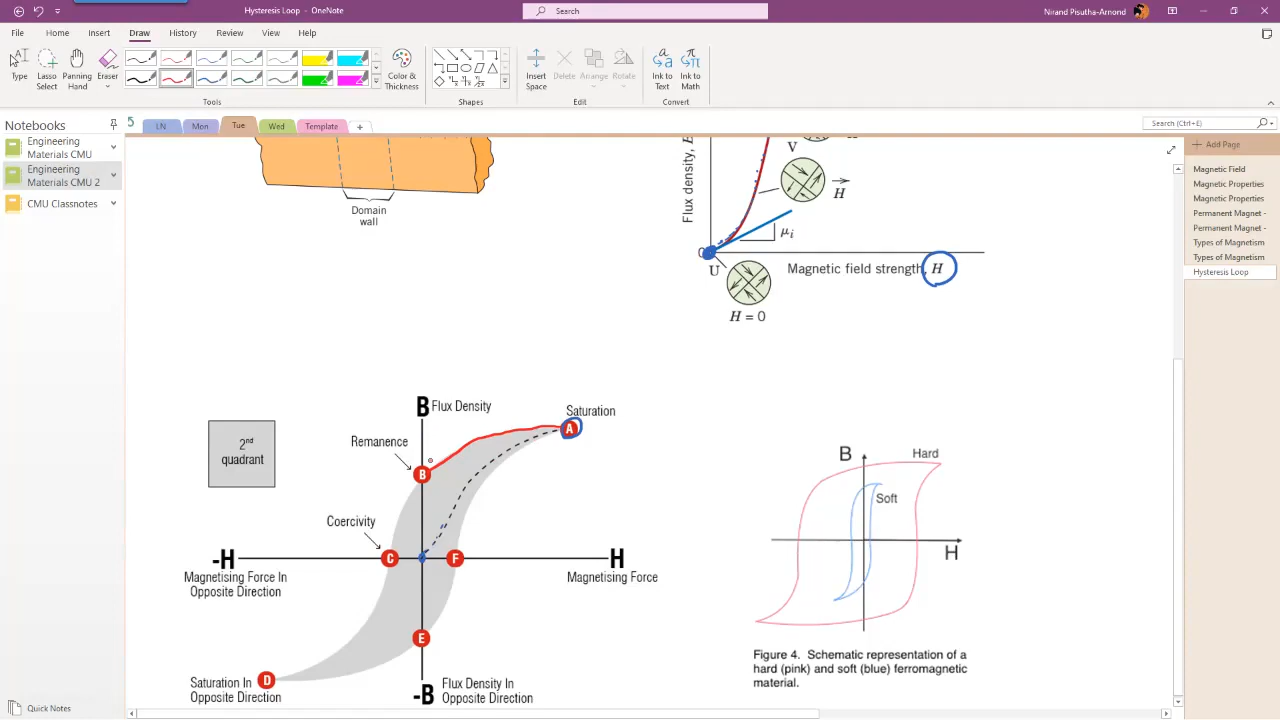 Hysteresis Loop - OneNote
Search
Nirand Pisutha-Arnond
File
Home
Insert
Draw
History
Review
View
Help
Type
Lasso
Select
Panning
Hand
Eraser
Color &
Thickness
Insert
Space
Delete
Arrange
Rotate
Ink to
Text
Ink to
Math
Tools
Shapes
Edit
Convert
Notebooks
Engineering
Materials CMU
Engineering
Materials CMU 2
CMU Classnotes
Quick Notes
5
LN
Mon
Tue
Wed
Template
Search (Ctrl+E)
Add Page
Magnetic Field
Magnetic Properties
Magnetic Properties
Permanent Magnet -
Permanent Magnet -
Types of Magnetism
Types of Magnetism
Hysteresis Loop
Domain
wall
Flux density,
V
H
μi
U
Magnetic field strength, H
H = 0
2nd
quadrant
B Flux Density
Saturation
A
Remanence
B
Coercivity
C
F
-H
Magnetising Force In
Opposite Direction
H
Magnetising Force
E
D
Saturation In
Opposite Direction
-B
Flux Density In
Opposite Direction
B
Hard
Soft
H
Figure 4. Schematic representation of a
hard (pink) and soft (blue) ferromagnetic
material.